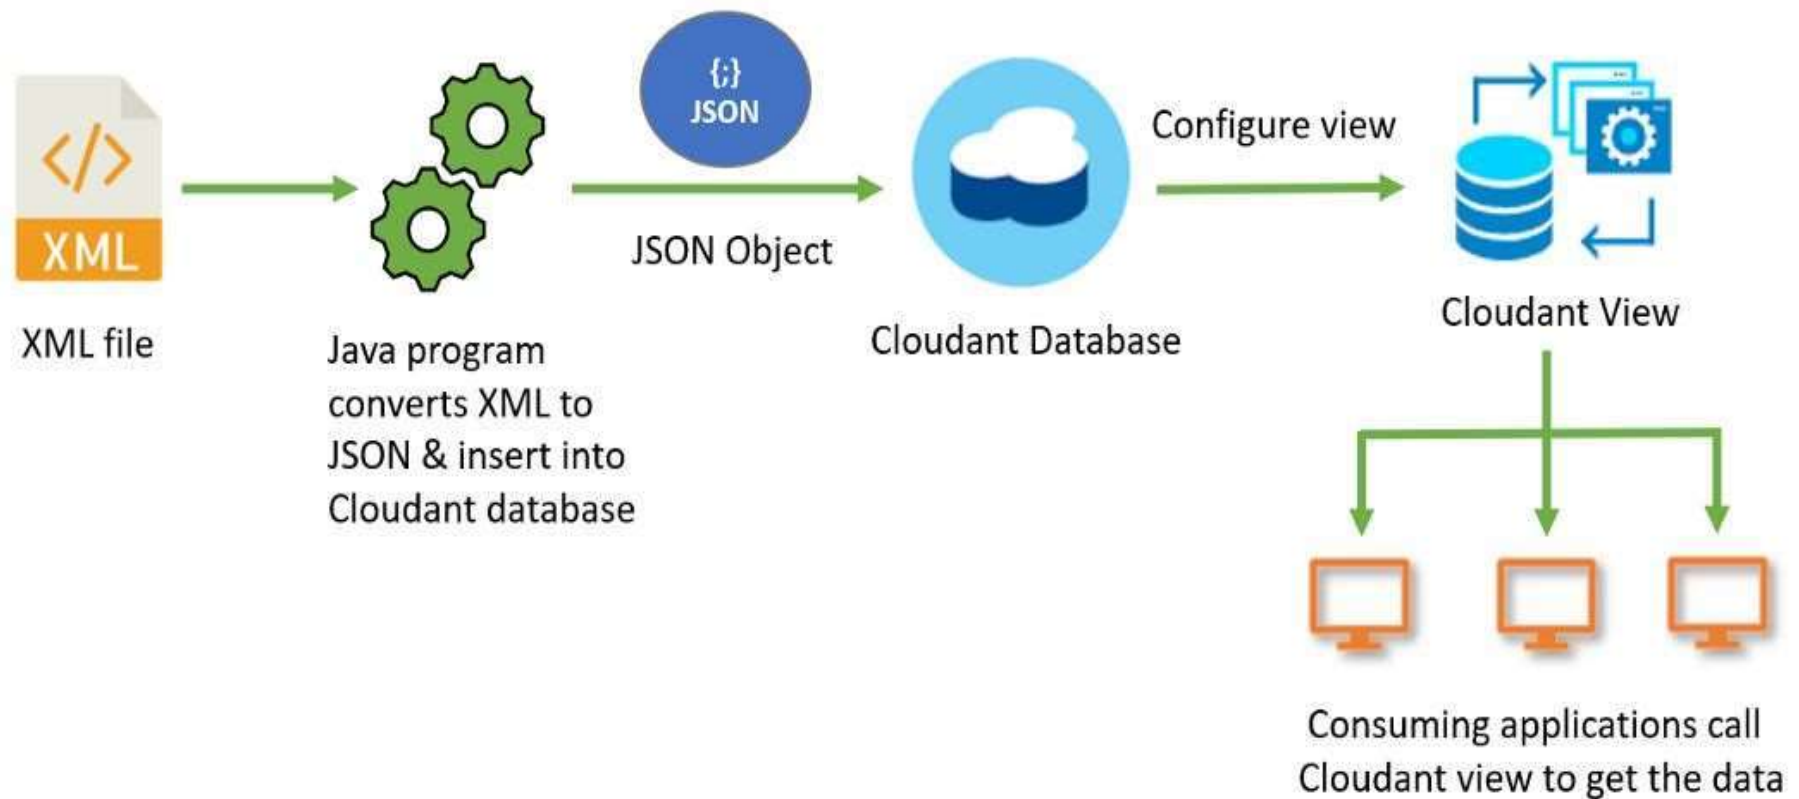 XML
XML file
Java program
converts XML to
JSON & insert into
Cloudant database
{;}
JSON
JSON Object
Cloudant Database
Configure view
Cloudant View
Consuming applications call
Cloudant view to get the data